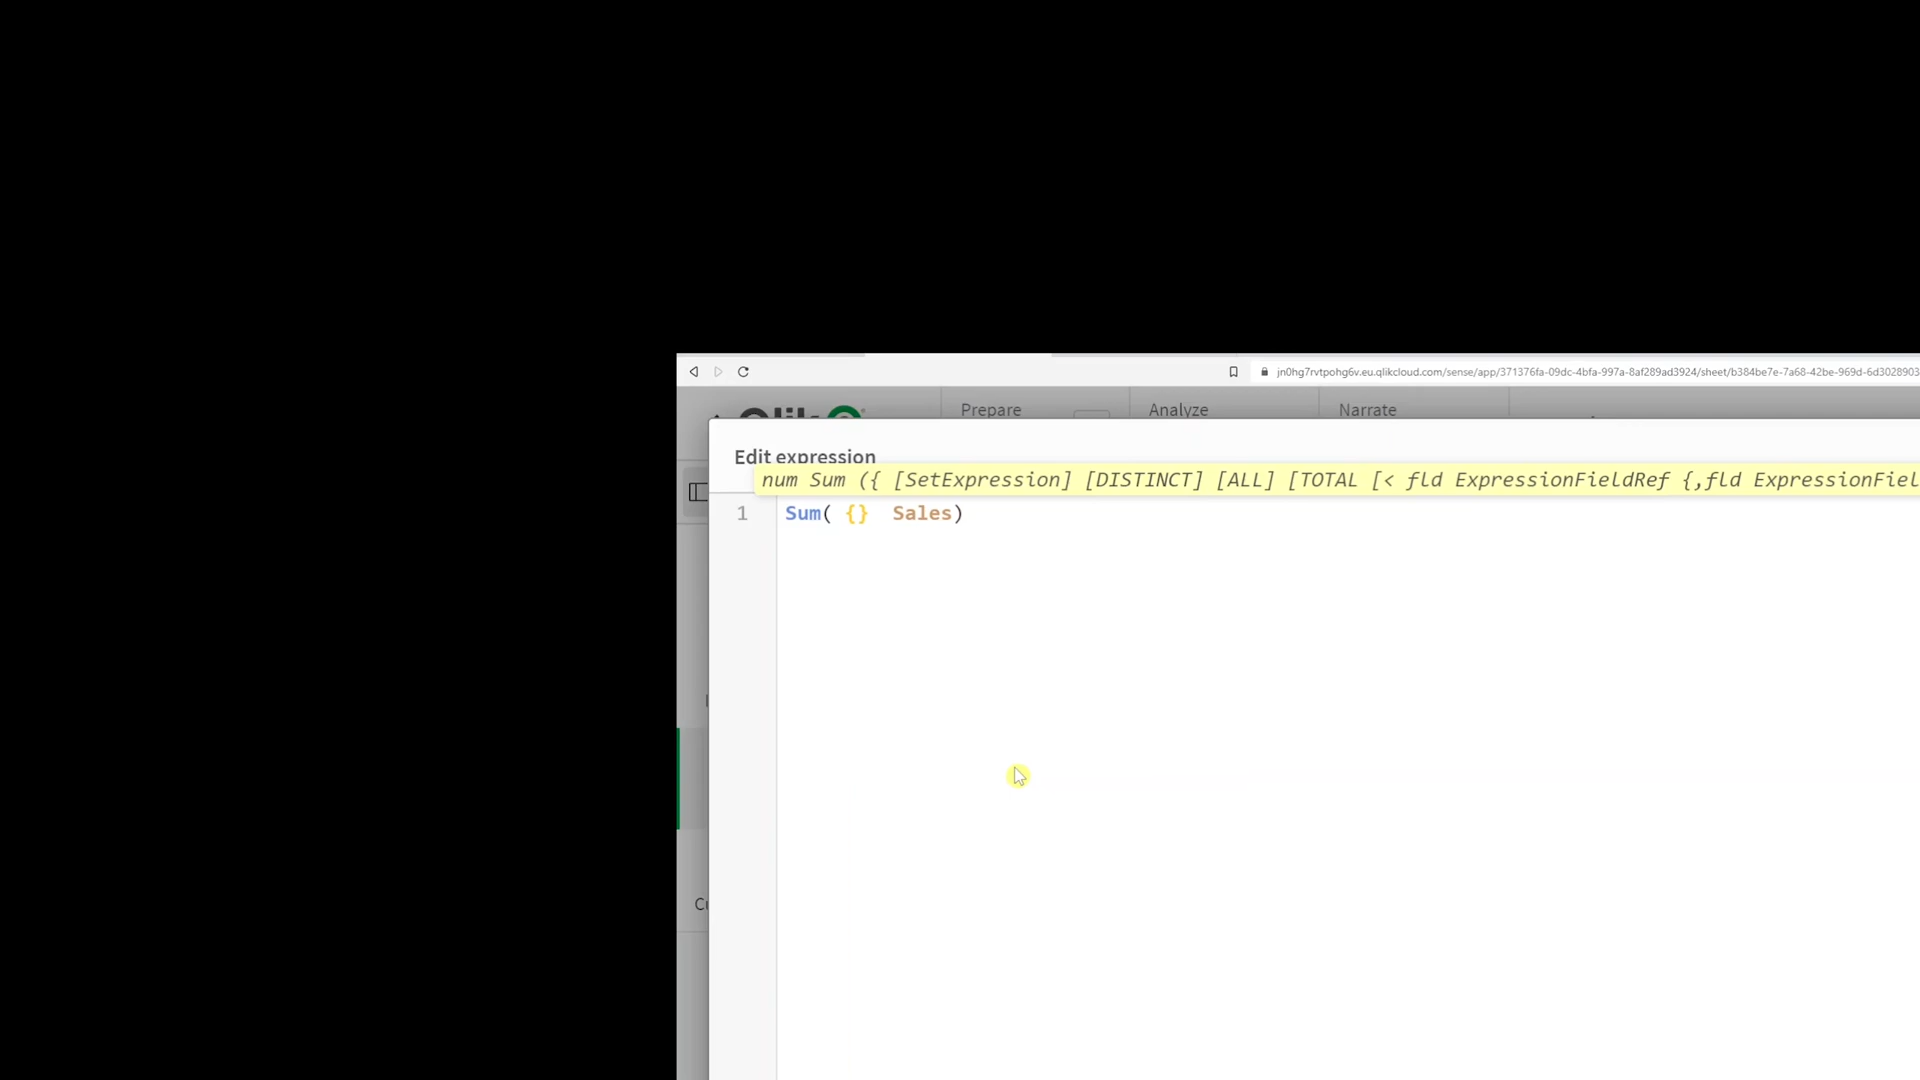 jn0hg7rvtpohg6v.eu.qlikcloud.com/sense/app/371376fa-09dc-4bfa-997a-8af289ad3924/sheet/b384be7e-7a68-42be-969d-6d3028903
Qlik
Prepare
Analyze
Narrate
Edit expression
num Sum ({ [SetExpression] [DISTINCT] [ALL] [TOTAL [< fld ExpressionFieldRef {,fld ExpressionFiel
1 Sum( {}  Sales)